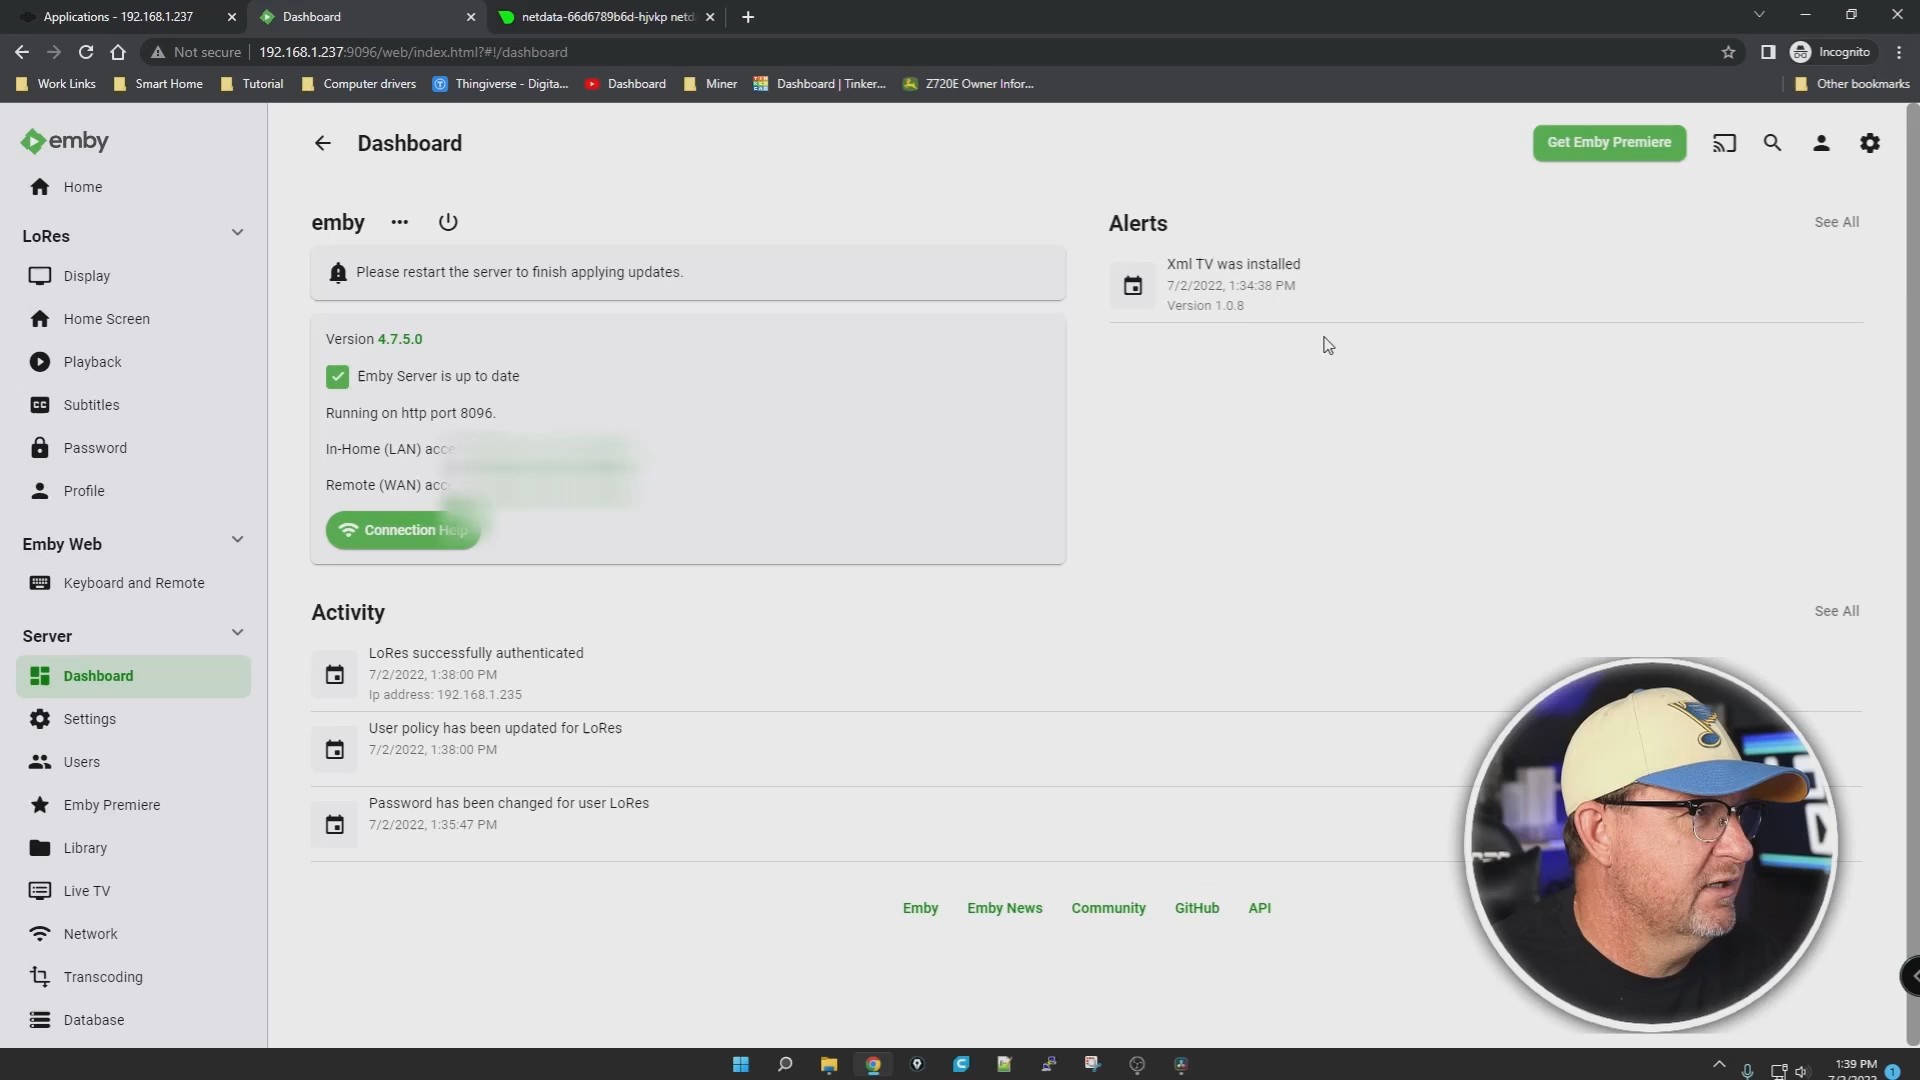 Applications - 192.168.1.237
Dashboard
netdata-66d6789b6d-hjvkp netd
Not secure
192.168.1.237:9096/web/index.html?#!/dashboard
Incognito
Work Links
Smart Home
Tutorial
Computer drivers
Thingiverse - Digita...
Dashboard
Miner
Dashboard | Tinker...
Z720E Owner Infor...
Other bookmarks
emby
Home
LoRes
Display
Home Screen
Playback
Subtitles
Password
Profile
Emby Web
Keyboard and Remote
Server
Dashboard
Settings
Users
Emby Premiere
Library
Live TV
Network
Transcoding
Database
Dashboard
Get Emby Premiere
emby
Please restart the server to finish applying updates.
Version 4.7.5.0
Emby Server is up to date
Running on http port 8096.
In-Home (LAN)
Remote (WAN)
Connection
Alerts
See All
Xml TV was installed
7/2/2022, 1:34:38 PM
Version 1.0.8
Activity
See All
LoRes successfully authenticated
7/2/2022, 1:38:00 PM
Ip address: 192.168.1.235
User policy has been updated for LoRes
7/2/2022, 1:38:00 PM
Password has been changed for user LoRes
7/2/2022, 1:35:47 PM
Emby
Emby News
Community
GitHub
API
1:39 PM